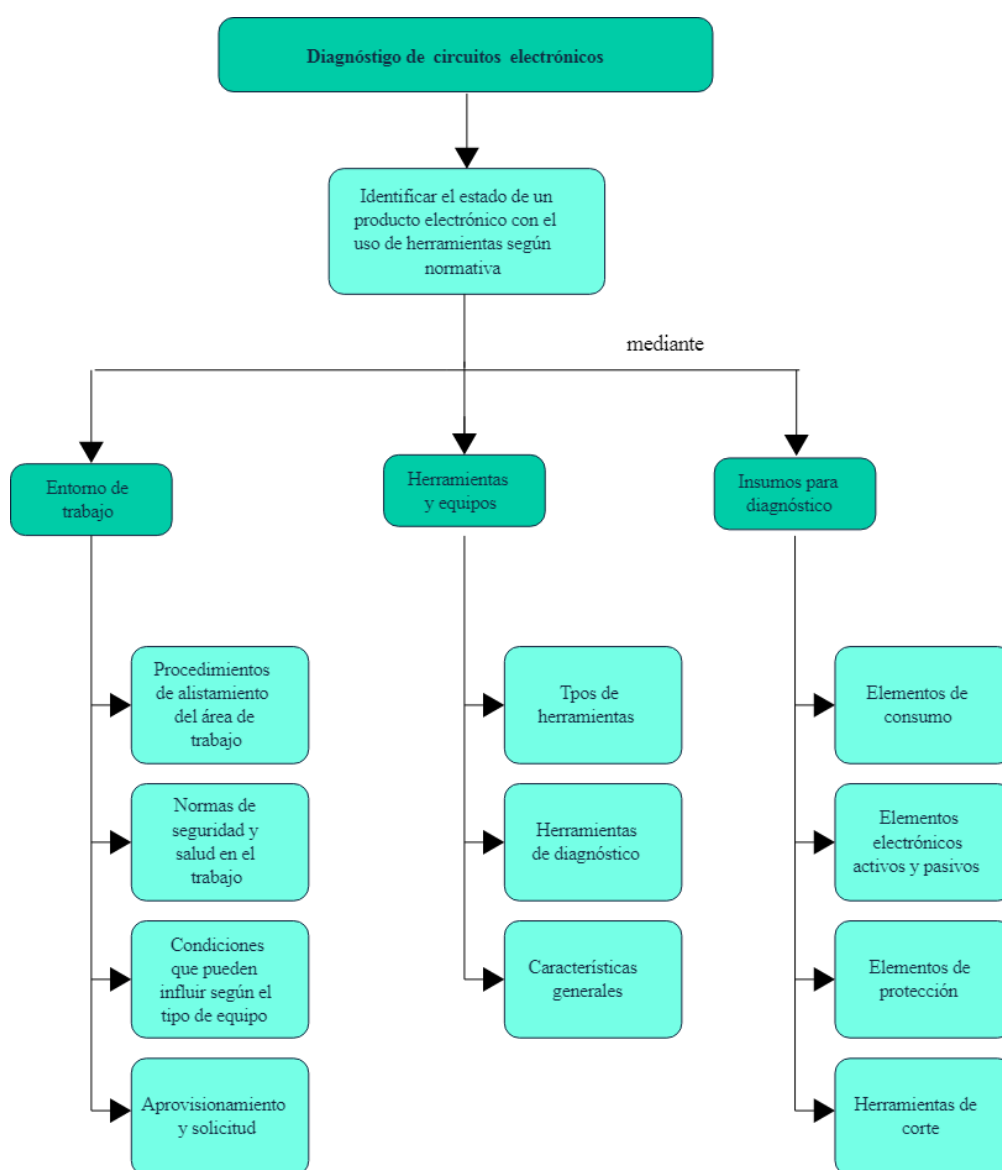 Diagnóstigo de circuitos electrónicos
Identificar el estado de un
producto electrónico con el
uso de herramientas según
normativa
mediante
Entorno de
trabajo
Procedimientos
de alistamiento
del área de
trabajo
Normas de
seguridad y
salud en el
trabajo
Condiciones
que pueden
influir según el
tipo de equipo
Aprovisionamiento
y solicitud
Herramientas
y equipos
Tpos de
herramientas
Herramientas
de diagnóstico
Característícas
generales
Insumos para
diagnóstico
Elementos de
consumo
Elementos
electrónicos
activos y pasivos
Elementos de
protección
Herramientas de
corte